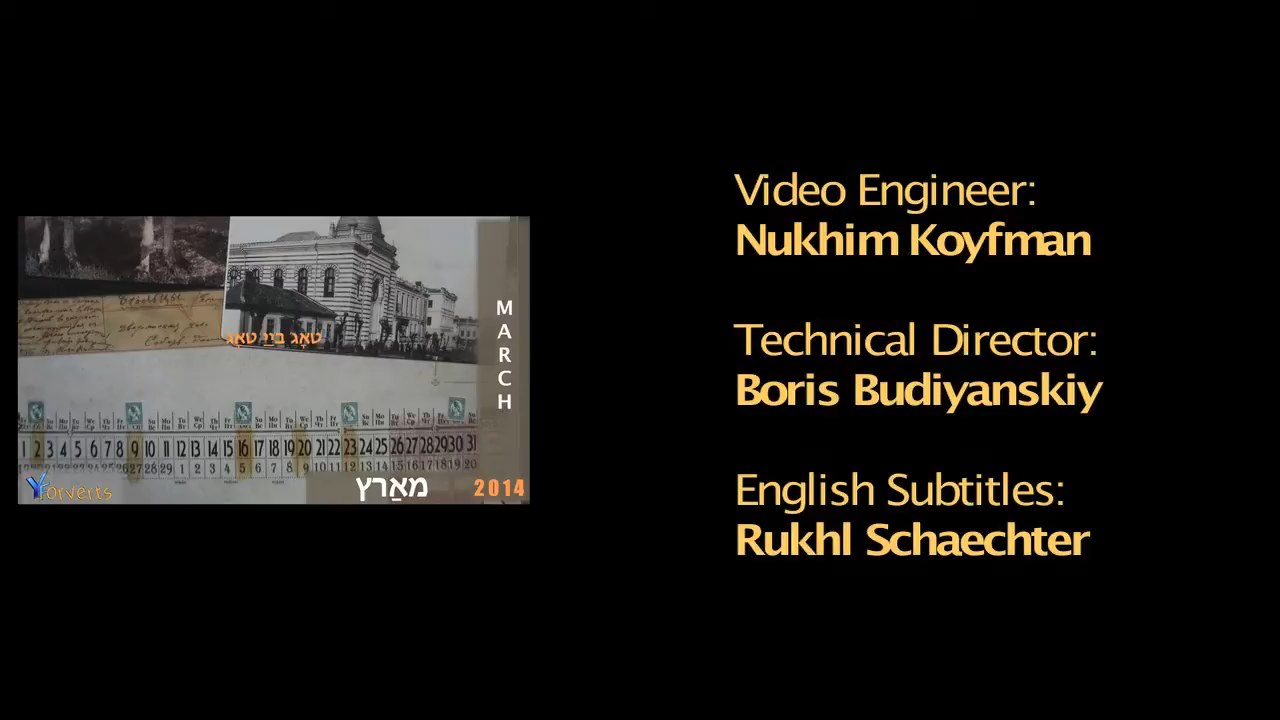 Video Engineer:
Nukhim Koyfman
Technical Director:
Boris Budiyanskiy
English Subtitles:
Rukhl Schaechter
טאָג בײַ טאָג
MARCH
1 2 3 4 5 6 7 8 9 10 11 12 13 14 15 16 17 18 19 20 21 22 23 24 25 26 27 28 29 30 31
YForverts
מאַרץ
2014